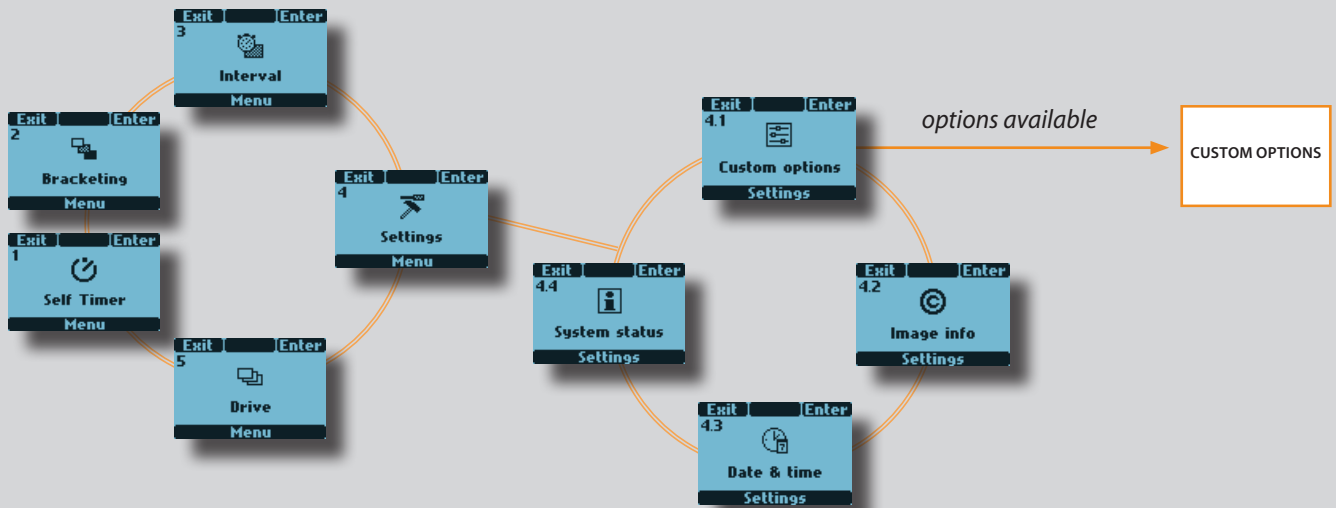 Exit Enter
3
Interval
Menu
Exit Enter
2
Bracketing
Menu
Exit Enter
1
Self Timer
Menu
Exit Enter
5
Drive
Menu
Exit Enter
4
Settings
Menu
Exit Enter
4.1
Custom options
Settings
options available
CUSTOM OPTIONS
Exit Enter
4.4
System status
Settings
Exit Enter
4.2
Image info
Settings
Exit Enter
4.3
Date & time
Settings